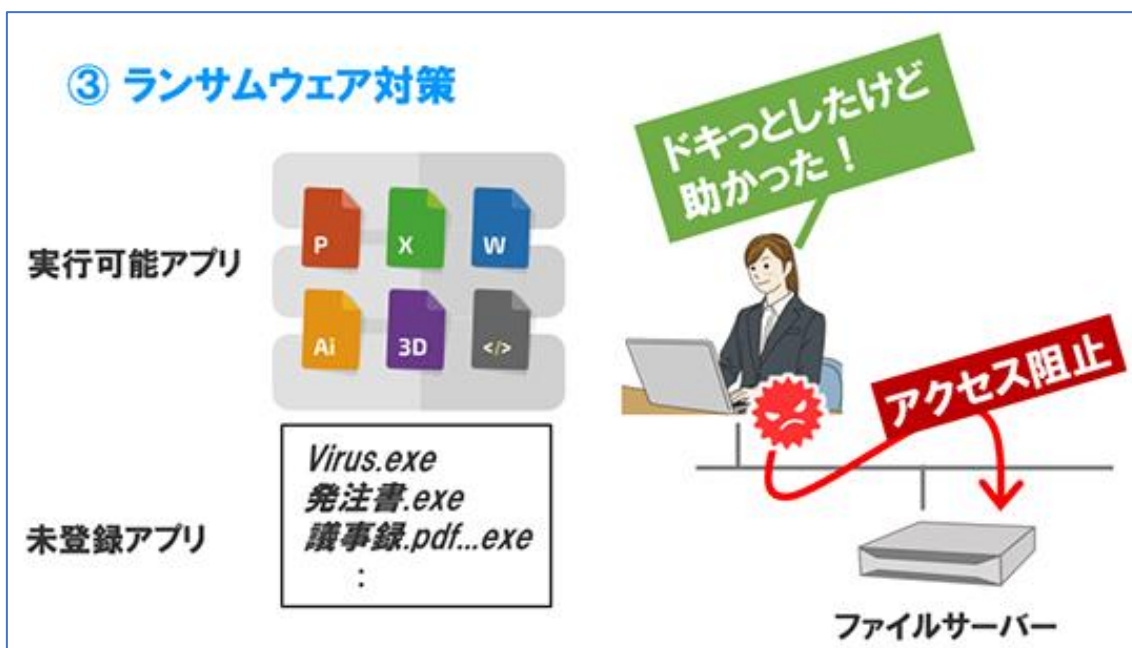 ③ ランサムウェア対策
ドキっとしたけど
助かった！
実行可能アプリ
P
X
W
Ai
3D
</>
アクセス阻止
未登録アプリ
Virus.exe
発注書.exe
議事録.pdf...exe
:
ファイルサーバー